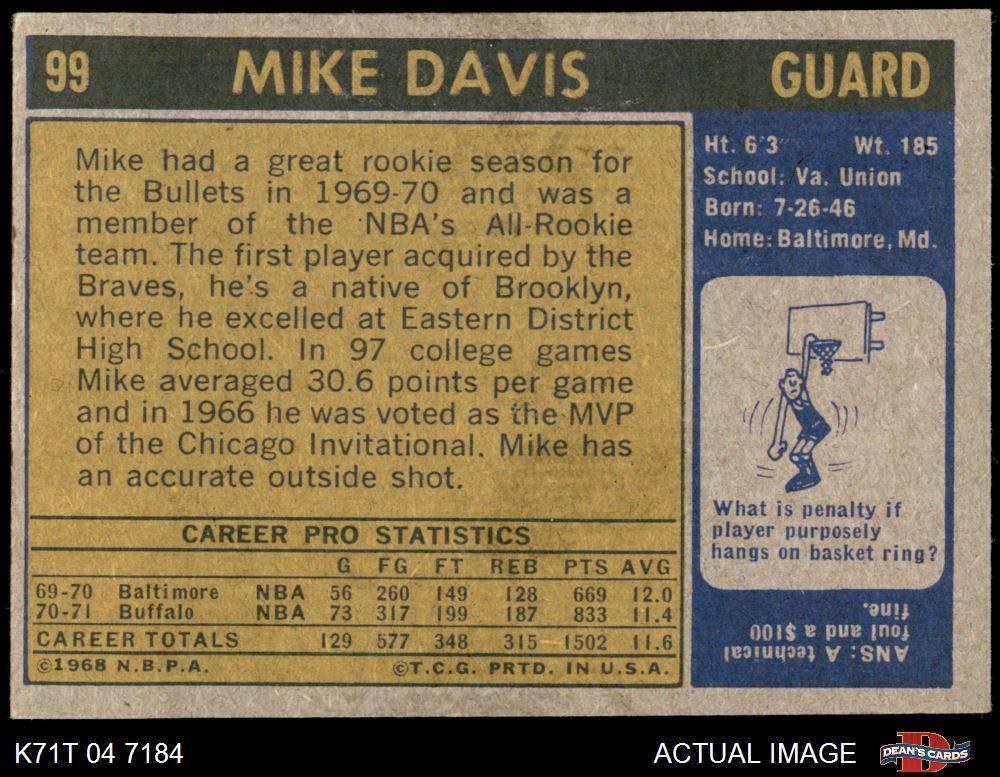 99 MIKE DAVIS GUARD
Mike had a great rookie season for
the Bullets in 1969-70 and was a
member of the NBA's All-Rookie
team. The first player acquired by the
Braves, he's a native of Brooklyn,
where he excelled at Eastern District
High School. In 97 college games
Mike averaged 30.6 points per game
and in 1966 he was voted as the MVP
of the Chicago Invitational. Mike has
an accurate outside shot.
CAREER PRO STATISTICS
G FG FT REB PTS AVG
69-70 Baltimore NBA 56 260 149 128 669 12.0
70-71 Buffalo NBA 73 317 199 187 833 11.4
CAREER TOTALS 129 577 348 315 1502 11.6
©1968 N.B.P.A. ©T.C.G. PRTD. IN U.S.A.
Ht. 6'3" Wt. 185
School: Va. Union
Born: 7-26-46
Home: Baltimore, Md.
What is penalty if
player purposely
hangs on basket ring?
ANS: A technical
foul and a $100
fine.
K71T 04 7184
ACTUAL IMAGE
DEAN'S CARDS